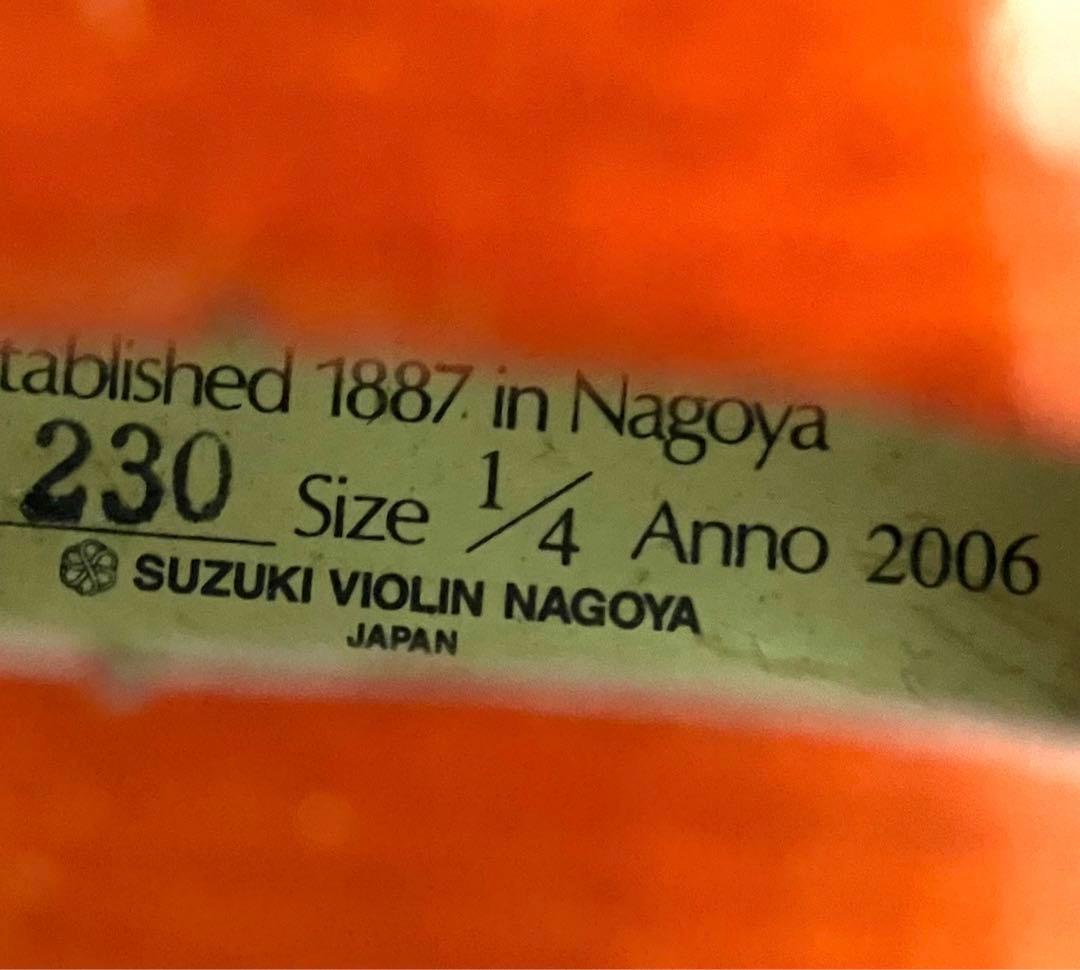 tablished 1887 in Nagoya
230 Size 1/4 Anno 2006
SUZUKI VIOLIN NAGOYA
JAPAN